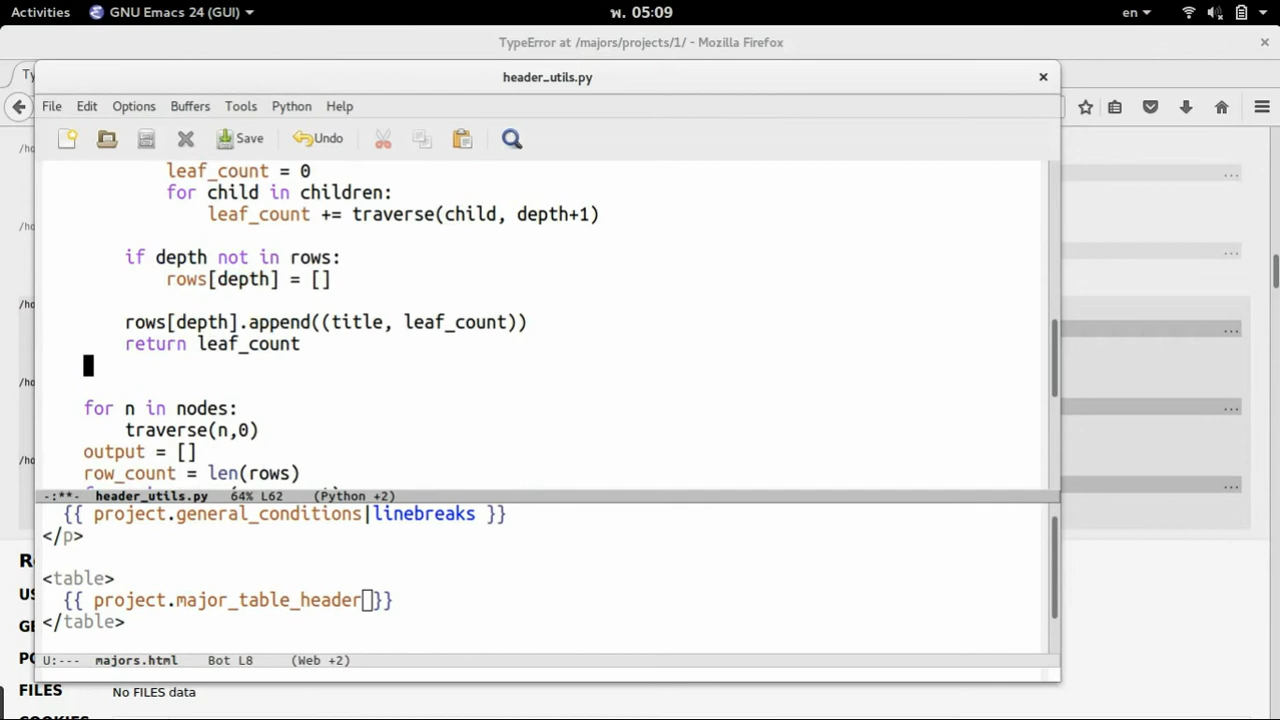 Activities GNU Emacs 24 (GUI) พ. 05:09 en
TypeError at /majors/projects/1/ - Mozilla Firefox
header_utils.py
File Edit Options Buffers Tools Python Help
Save Undo
leaf_count = 0
for child in children:
leaf_count += traverse(child, depth+1)
if depth not in rows:
rows[depth] = []
rows[depth].append((title, leaf_count))
return leaf_count
for n in nodes:
traverse(n,0)
output = []
row_count = len(rows)
-:**- header_utils.py 64% L62 (Python +2)
{{ project.general_conditions|linebreaks }}
</p>
<table>
{{ project.major_table_header }}
</table>
U:--- majors.html Bot L8 (Web +2)
FILES No FILES data